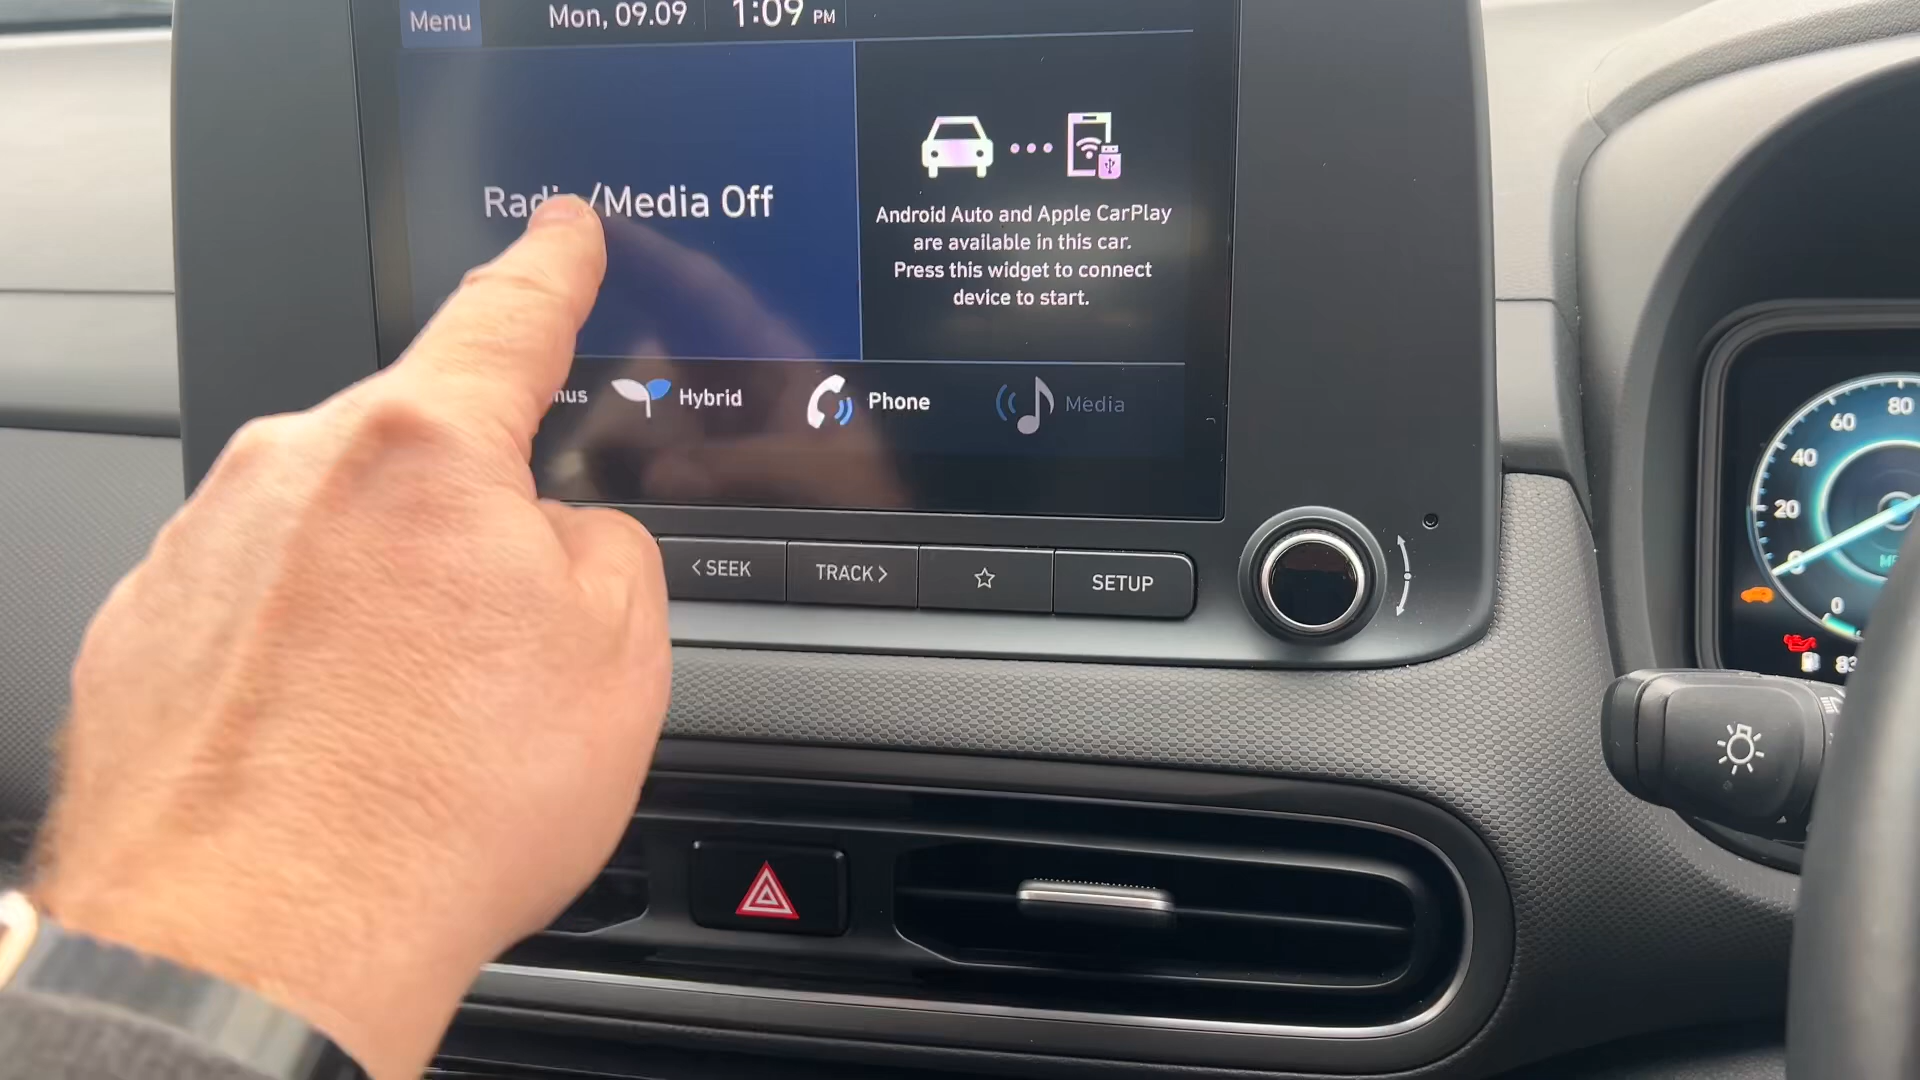 Menu
Mon, 09.09
1:09 PM
Radio/Media Off
Android Auto and Apple CarPlay
are available in this car.
Press this widget to connect
device to start.
Hybrid
Phone
Media
< SEEK
TRACK >
SETUP
80
60
40
20
0